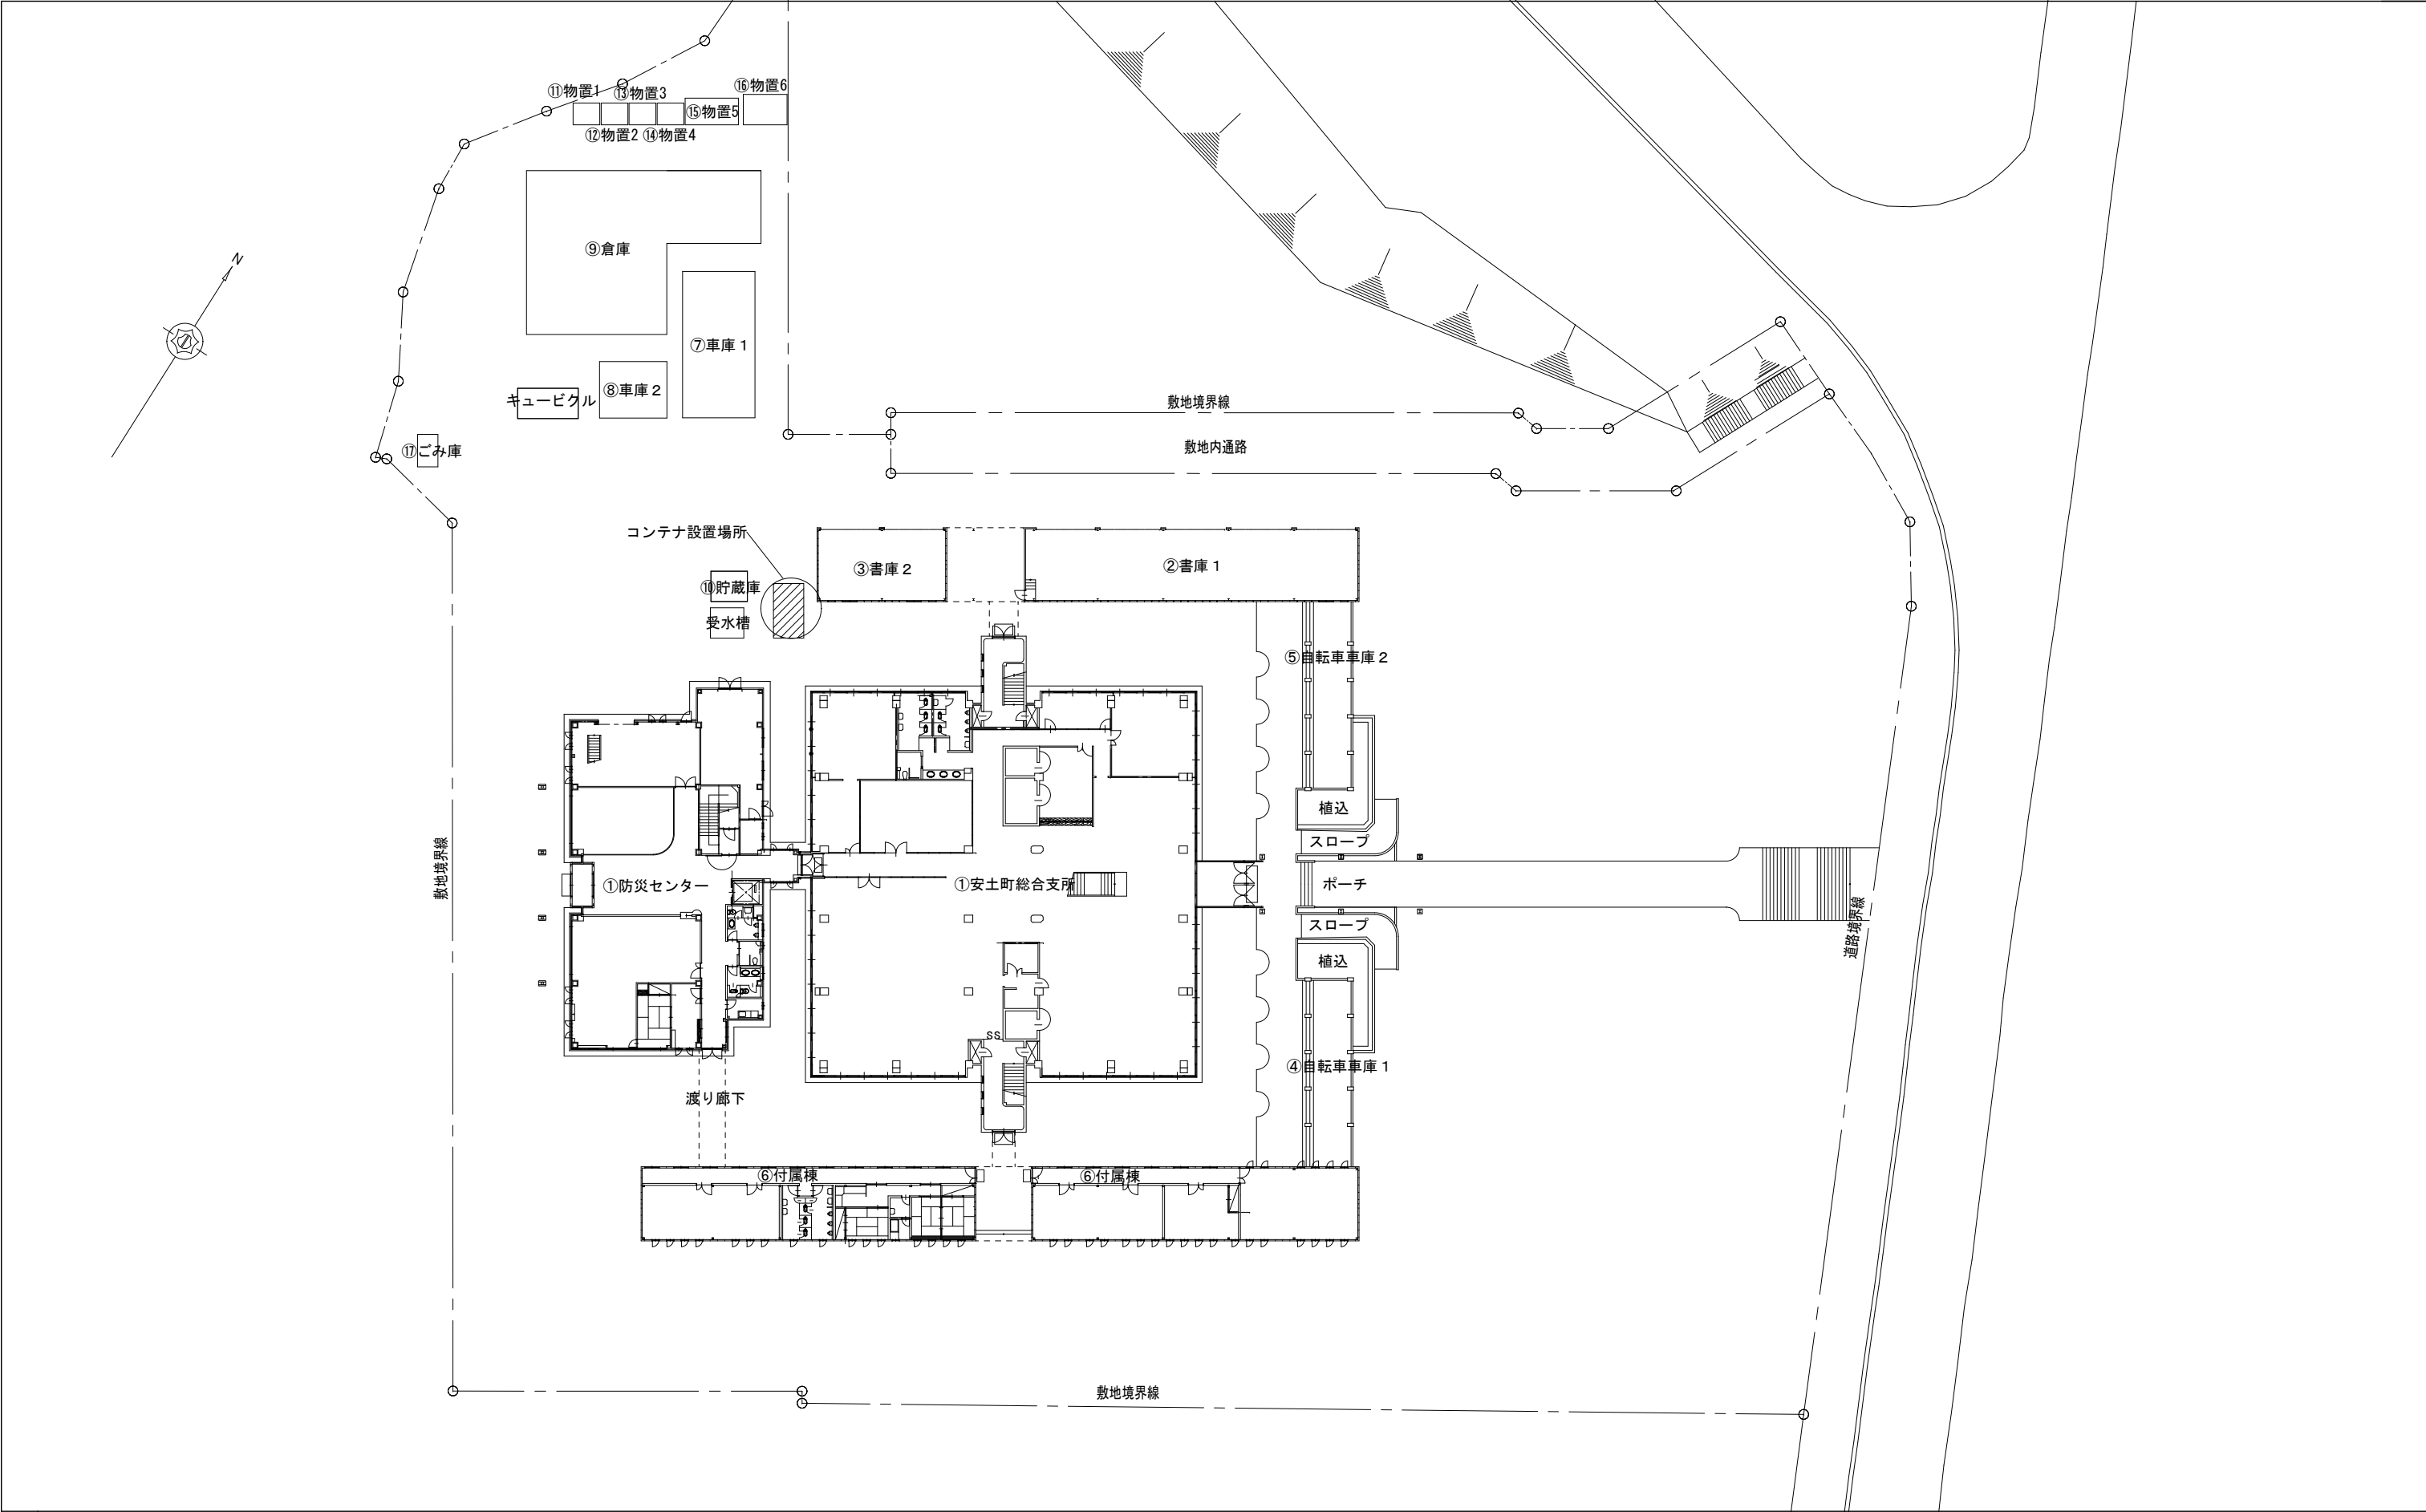 ⑯物置6
⑪物置1
⑬物置3
⑮物置5
⑫物置2
⑭物置4
⑨倉庫
N
⑦車庫１
⑧車庫２
キュービクル
敷地境界線
敷地内通路
⑰ごみ庫
コンテナ設置場所
③書庫２
②書庫１
⑩貯蔵庫
受水槽
⑤自転車車庫２
植込
スロープ
敷地境界線
①防災センター
①安土町総合支所
ポーチ
スロープ
道路境界線
植込
SS
④自転車車庫１
渡り廊下
⑥付属棟
⑥付属棟
敷地境界線